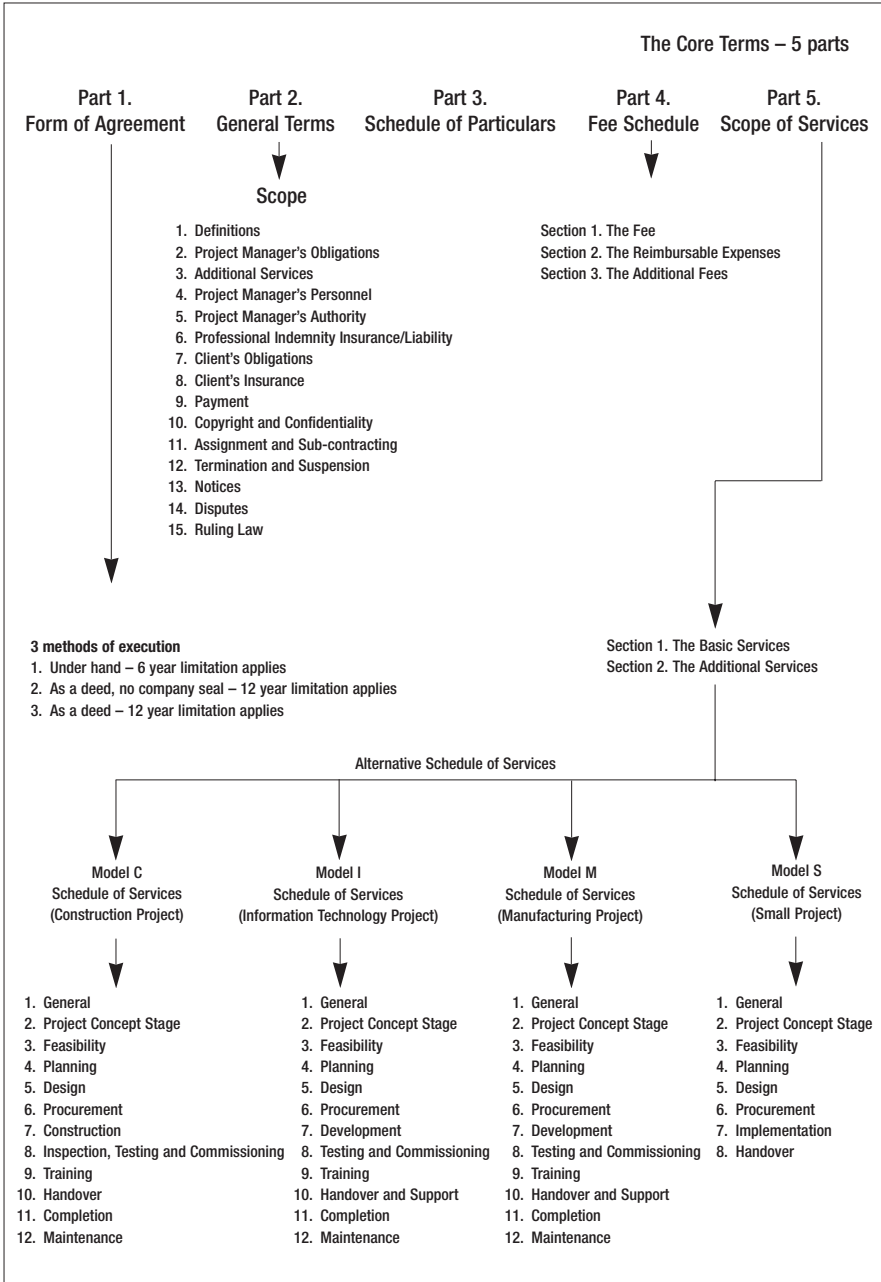 The Core Terms – 5 parts
Part 1.
Form of Agreement
Part 2.
General Terms
Part 3.
Schedule of Particulars
Part 4.
Fee Schedule
Part 5.
Scope of Services
Scope
1. Definitions
2. Project Manager's Obligations
3. Additional Services
4. Project Manager's Personnel
5. Project Manager's Authority
6. Professional Indemnity Insurance/Liability
7. Client's Obligations
8. Client's Insurance
9. Payment
10. Copyright and Confidentiality
11. Assignment and Sub-contracting
12. Termination and Suspension
13. Notices
14. Disputes
15. Ruling Law
Section 1. The Fee
Section 2. The Reimbursable Expenses
Section 3. The Additional Fees
3 methods of execution
1. Under hand – 6 year limitation applies
2. As a deed, no company seal – 12 year limitation applies
3. As a deed – 12 year limitation applies
Section 1. The Basic Services
Section 2. The Additional Services
Alternative Schedule of Services
Model C
Schedule of Services
(Construction Project)
1. General
2. Project Concept Stage
3. Feasibility
4. Planning
5. Design
6. Procurement
7. Construction
8. Inspection, Testing and Commissioning
9. Training
10. Handover
11. Completion
12. Maintenance
Model I
Schedule of Services
(Information Technology Project)
1. General
2. Project Concept Stage
3. Feasibility
4. Planning
5. Design
6. Procurement
7. Development
8. Testing and Commissioning
9. Training
10. Handover and Support
11. Completion
12. Maintenance
Model M
Schedule of Services
(Manufacturing Project)
1. General
2. Project Concept Stage
3. Feasibility
4. Planning
5. Design
6. Procurement
7. Development
8. Testing and Commissioning
9. Training
10. Handover and Support
11. Completion
12. Maintenance
Model S
Schedule of Services
(Small Project)
1. General
2. Project Concept Stage
3. Feasibility
4. Planning
5. Design
6. Procurement
7. Implementation
8. Handover